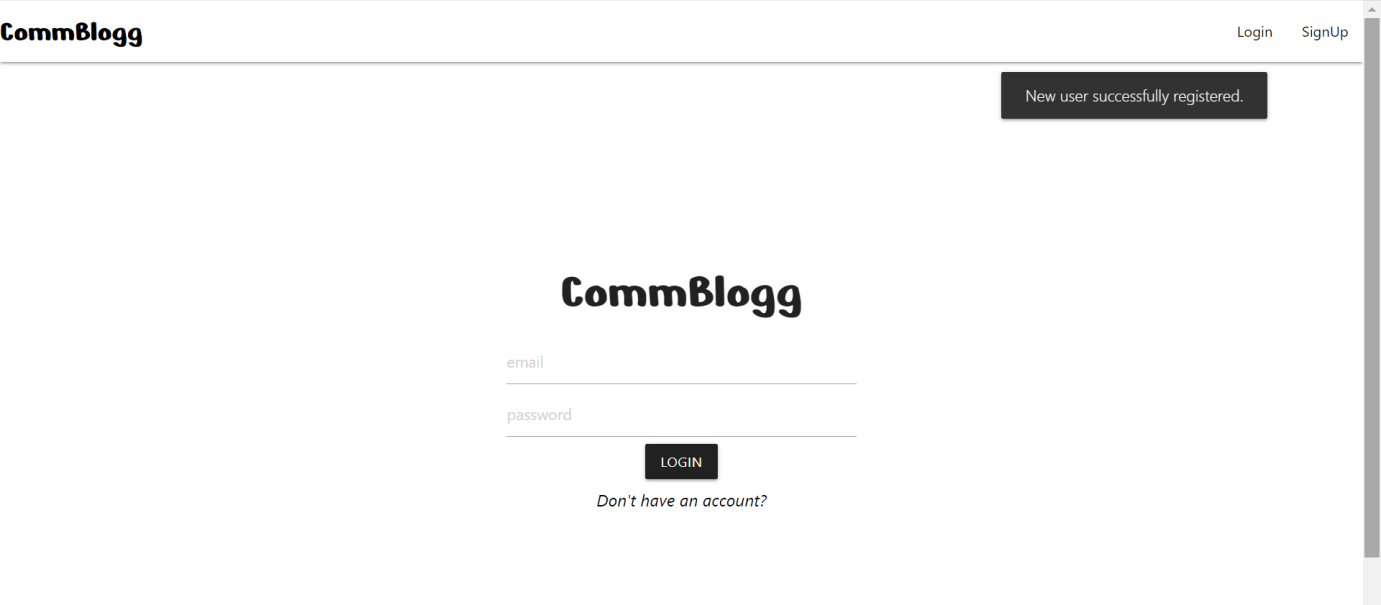 CommBlogg
Login SignUp
New user successfully registered.
CommBlogg
email
password
LOGIN
Don't have an account?